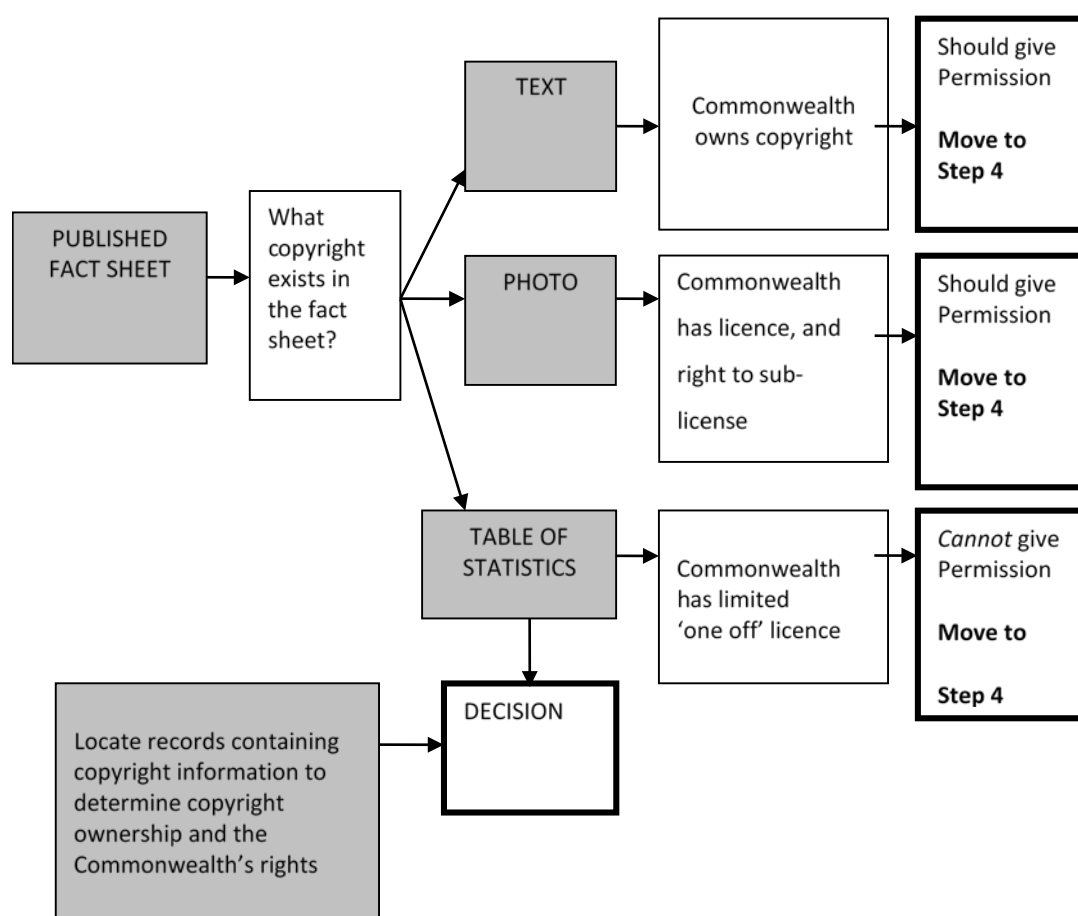 PUBLISHED
FACT SHEET
What
copyright
exists in
the fact
sheet?
TEXT
Commonwealth
owns copyright
Should give
Permission
Move to
Step 4
PHOTO
Commonwealth
has licence, and
right to sub-
license
Should give
Permission
Move to
Step 4
TABLE OF
STATISTICS
Commonwealth
has limited
‘one off’ licence
Cannot give
Permission
Move to
Step 4
Locate records containing
copyright information to
determine copyright
ownership and the
Commonwealth’s rights
DECISION